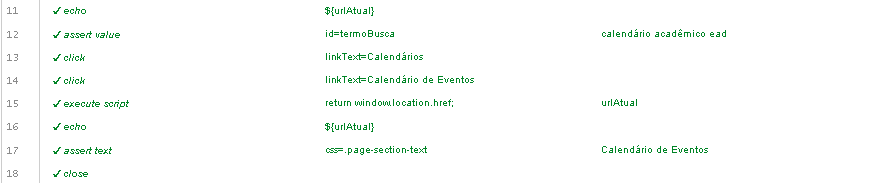 11 ✓ echo ${urlAtual}
12 ✓ assert value id=termoBusca calendário acadêmico ead
13 ✓ click linkText=Calendários
14 ✓ click linkText=Calendário de Eventos
15 ✓ execute script return window.location.href; urlAtual
16 ✓ echo ${urlAtual}
17 ✓ assert text css=.page-section-text Calendário de Eventos
18 ✓ close